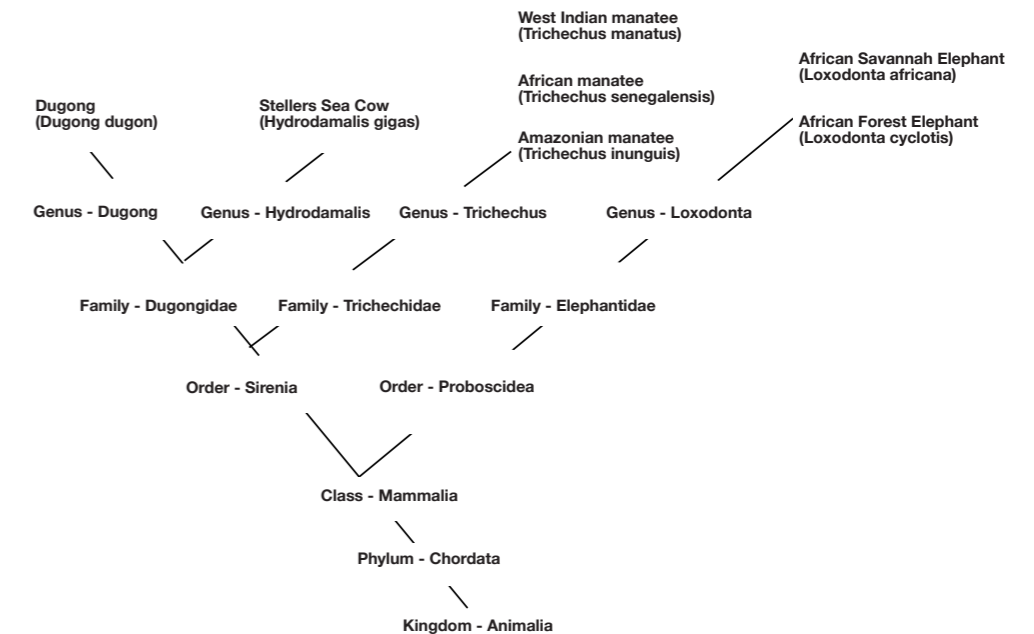 West Indian manatee
(Trichechus manatus)
African Savannah Elephant
(Loxodonta africana)
African manatee
(Trichechus senegalensis)
Dugong
(Dugong dugon)
Stellers Sea Cow
(Hydrodamalis gigas)
African Forest Elephant
(Loxodonta cyclotis)
Amazonian manatee
(Trichechus inunguis)
Genus - Dugong
Genus - Hydrodamalis
Genus - Trichechus
Genus - Loxodonta
Family - Dugongidae
Family - Trichechidae
Family - Elephantidae
Order - Sirenia
Order - Proboscidea
Class - Mammalia
Phylum - Chordata
Kingdom - Animalia